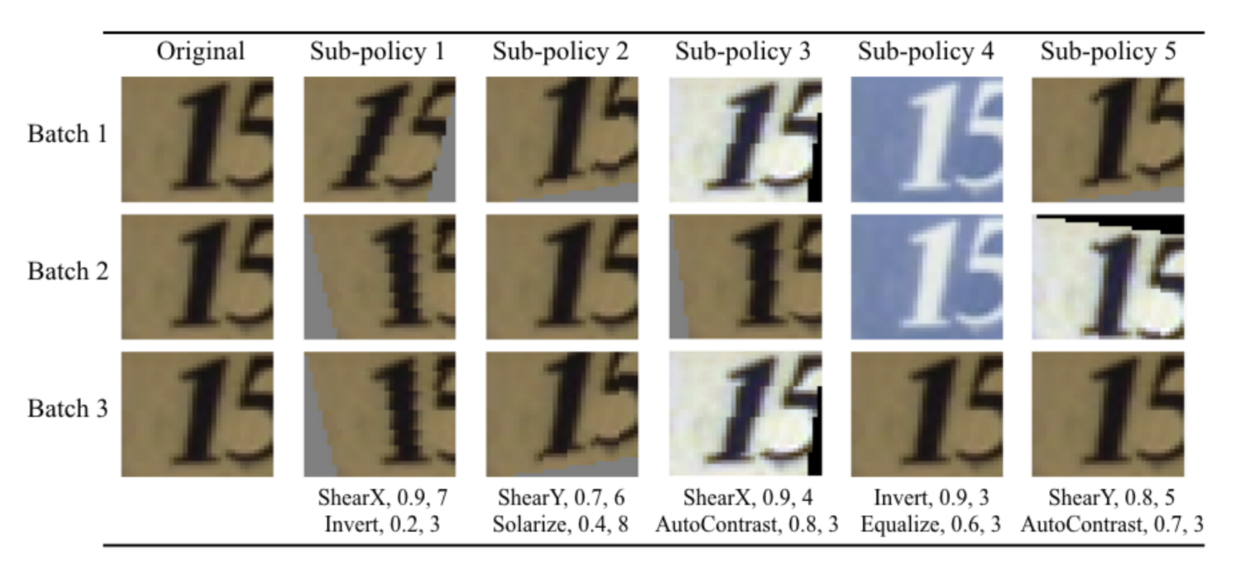 Original Sub-policy 1 Sub-policy 2 Sub-policy 3 Sub-policy 4 Sub-policy 5
Batch 1 15 15 15 15 15 15
Batch 2 15 1 15 15 15 15
Batch 3 15 1 15 15 15 15
ShearX, 0.9, 7 ShearY, 0.7, 6 ShearX, 0.9, 4 Invert, 0.9, 3 ShearY, 0.8, 5
Invert, 0.2, 3 Solarize, 0.4, 8 AutoContrast, 0.8, 3 Equalize, 0.6, 3 AutoContrast, 0.7, 3